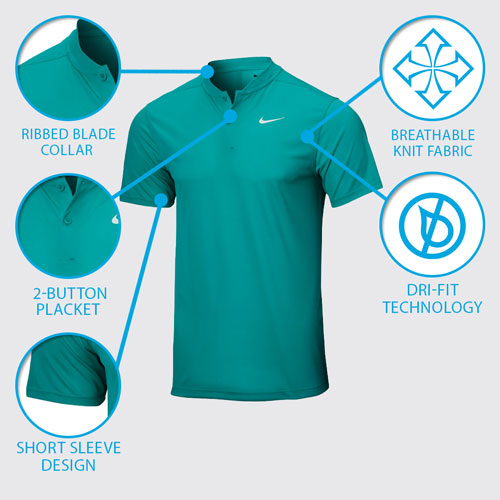 RIBBED BLADE
COLLAR
BREATHABLE
KNIT FABRIC
2-BUTTON
PLACKET
DRI-FIT
TECHNOLOGY
SHORT SLEEVE
DESIGN